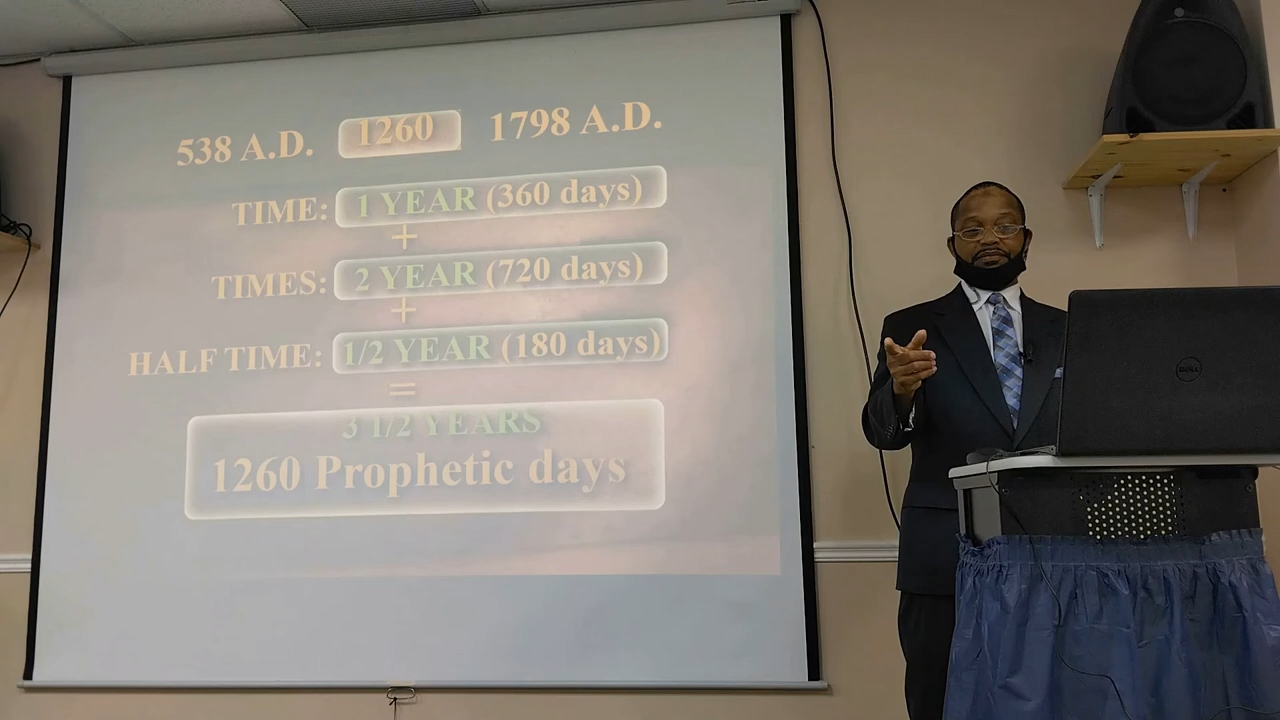 538 A.D. 1260 1798 A.D.
TIME: 1 YEAR (360 days)
+
TIMES: 2 YEAR (720 days)
+
HALF TIME: 1/2 YEAR (180 days)
=
3 1/2 YEARS
1260 Prophetic days
DELL